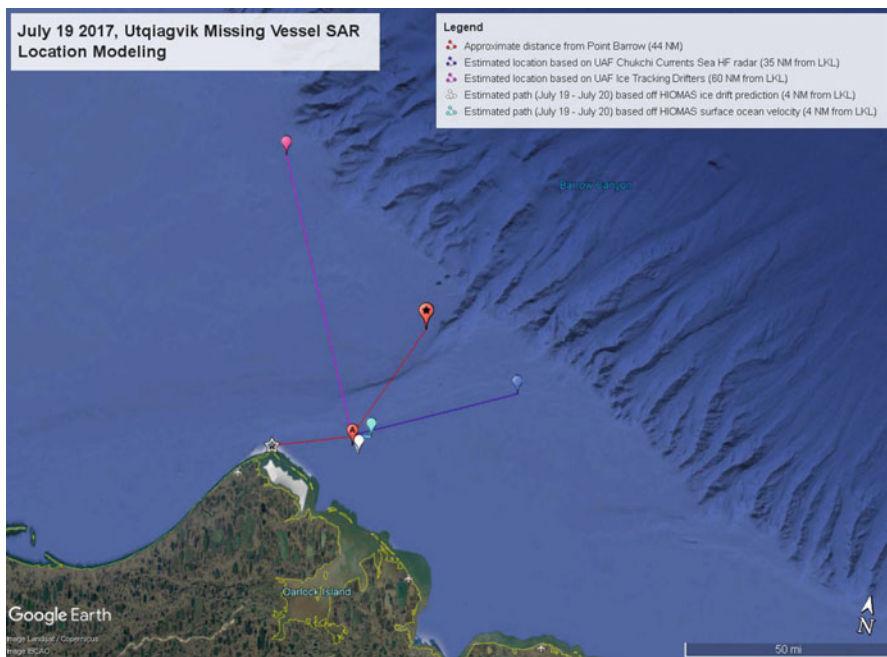 July 19 2017, Utqiagvik Missing Vessel SAR
Location Modeling
Legend
Approximate distance from Point Barrow (44 NM)
Estimated location based on UAF Chukchi Currents Sea HF radar (35 NM from LKL)
Estimated location based on UAF Ice Tracking Drifters (60 NM from LKL)
Estimated path (July 19 - July 20) based off HIOMAS ice drift prediction (4 NM from LKL)
Estimated path (July 19 - July 20) based off HIOMAS surface ocean velocity (4 NM from LKL)
Barrow Canyon
A
Oarlock Island
Google Earth
Image Landsat / Copernicus
Image IBCAO
N
50 mi